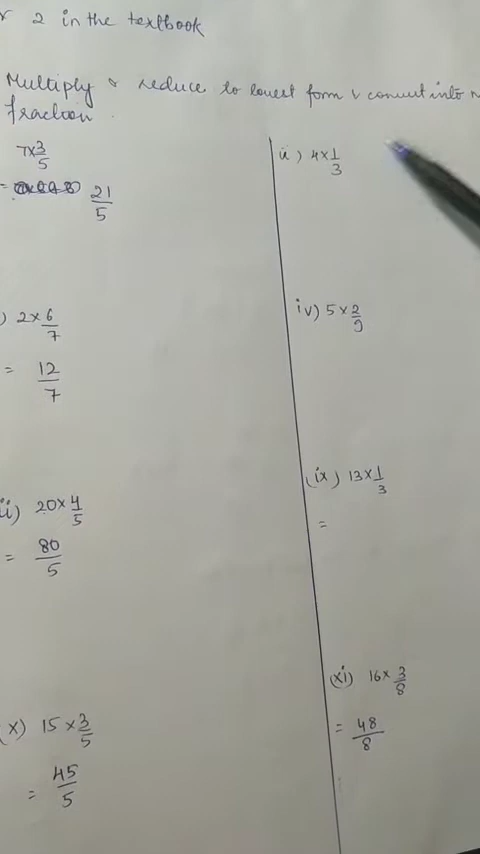 2 in the textbook
Multiply & reduce to lowest form & convert into
fraction.
7 × 3/5
= 21/5
ii) 4 × 1/3
) 2 × 6/7
= 12/7
iv) 5 × 2/9
ii) 20 × 4/5
= 80/5
(ix) 13 × 1/3
=
(x) 15 × 3/5
= 45/5
(xi) 16 × 3/8
= 48/8